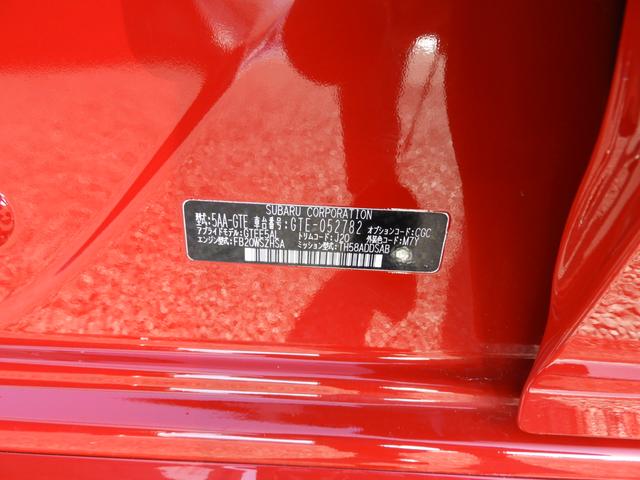 SUBARU CORPORATION
型式:5AA-GTE 車台番号:GTE-052782 オプションコード:CGC
アプライドモデル:GTEE5AL トリムコード:J20 外装色コード:M7Y
エンジン型式:FB20WSZHSA ミッション型式:TH58ADDSAB